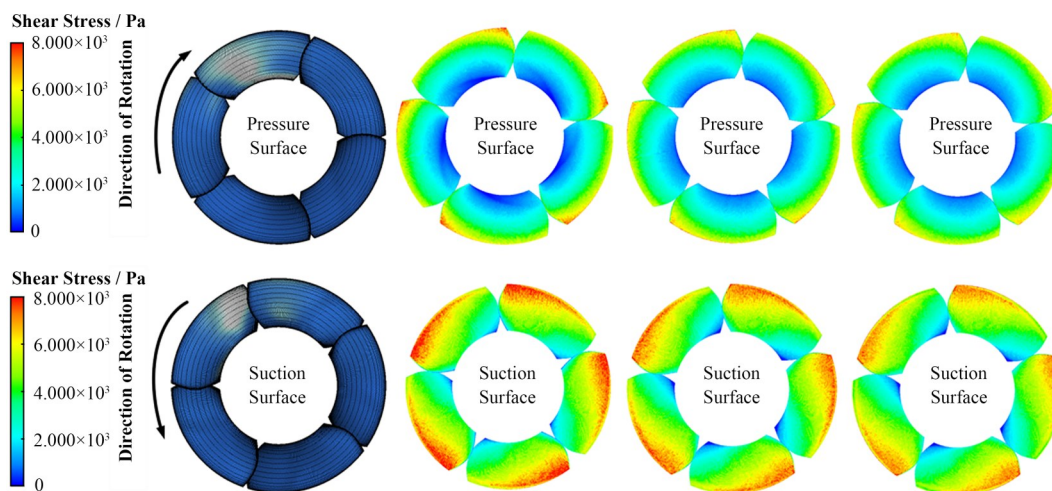 Shear Stress / Pa
8.000×10³
6.000×10³
4.000×10³
2.000×10³
0
Direction of Rotation
Pressure
Surface
Pressure
Surface
Pressure
Surface
Pressure
Surface
Shear Stress / Pa
8.000×10³
6.000×10³
4.000×10³
2.000×10³
0
Direction of Rotation
Suction
Surface
Suction
Surface
Suction
Surface
Suction
Surface